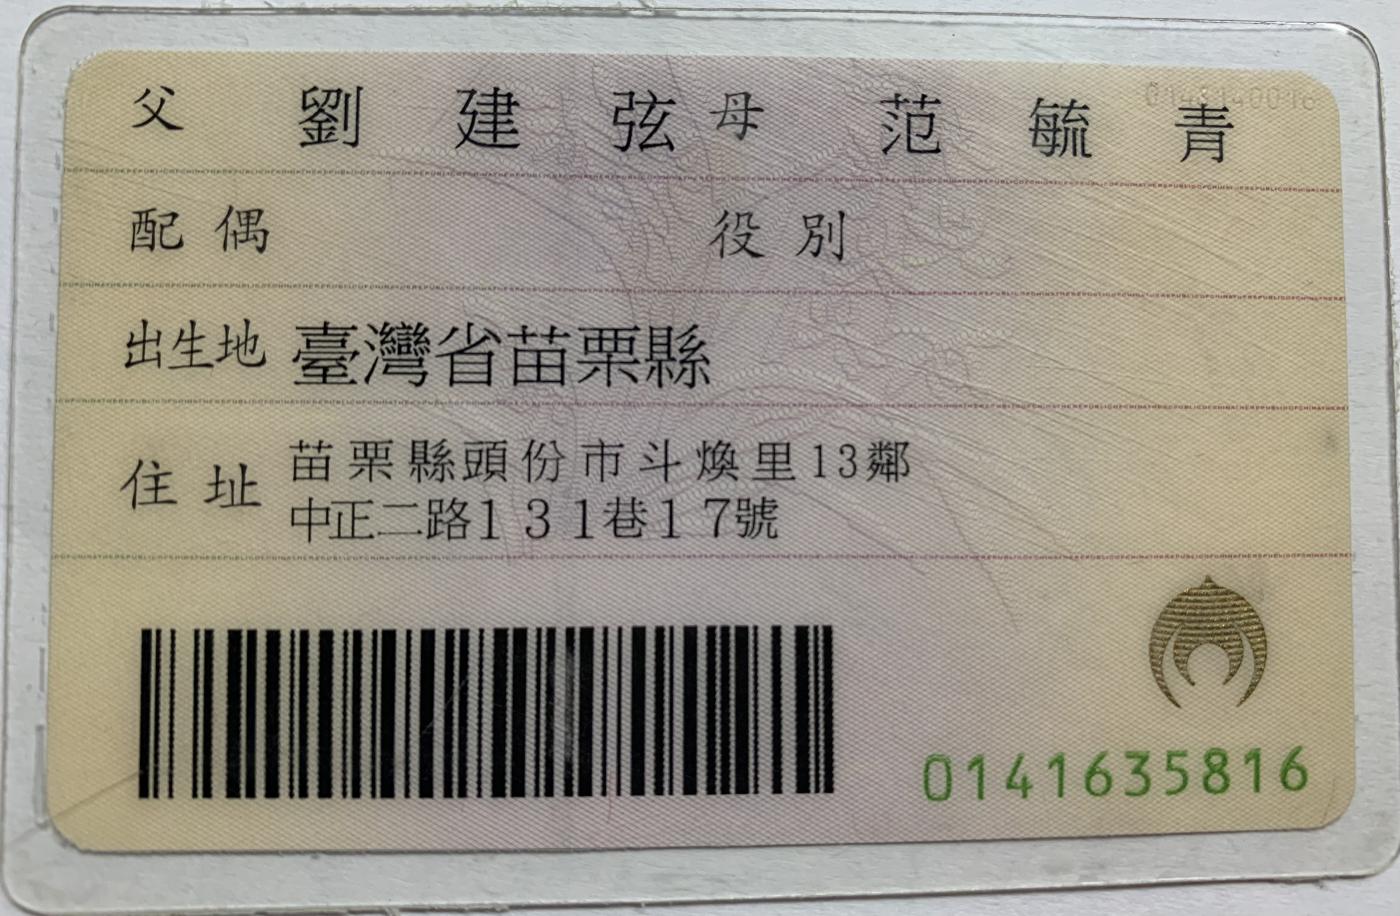 父 劉建弦 母 范毓青
配偶 役別
出生地 臺灣省苗栗縣
住址 苗栗縣頭份市斗煥里13鄰
中正二路131巷17號
0141635816